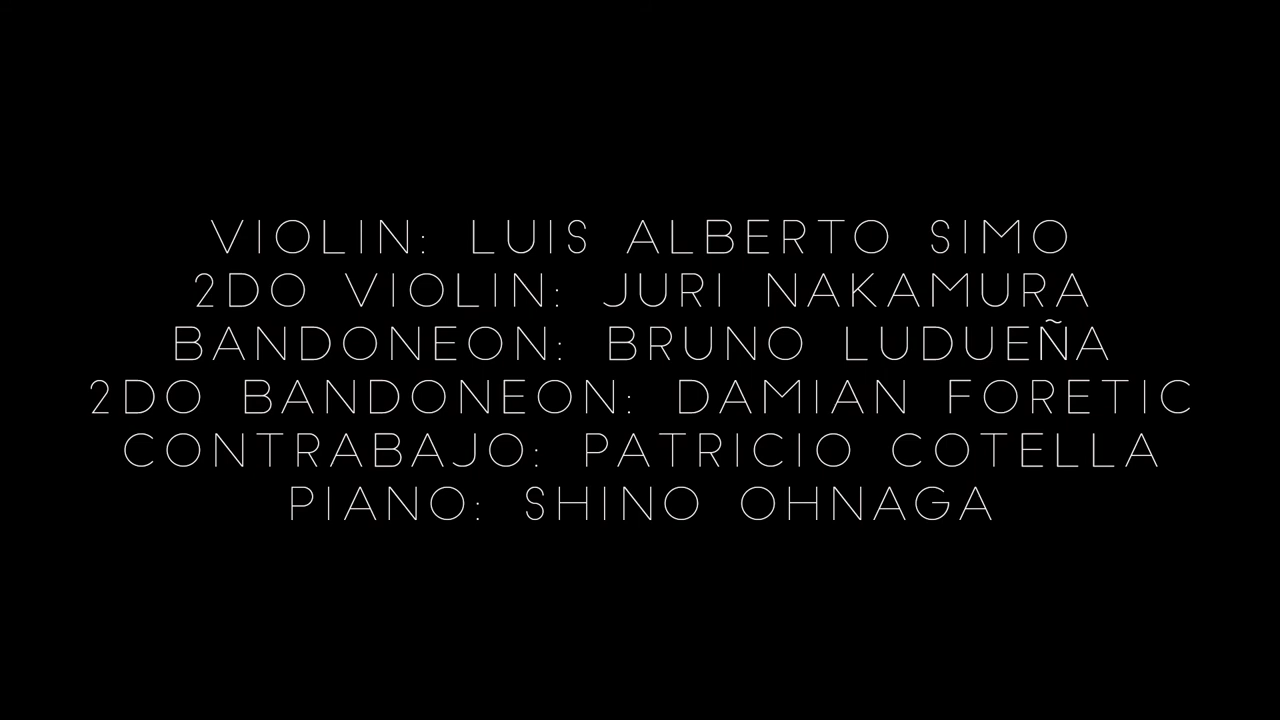 VIOLIN: LUIS ALBERTO SIMO
2DO VIOLIN: JURI NAKAMURA
BANDONEON: BRUNO LUDUEÑA
2DO BANDONEON: DAMIAN FORETIC
CONTRABAJO: PATRICIO COTELLA
PIANO: SHINO OHNAGA